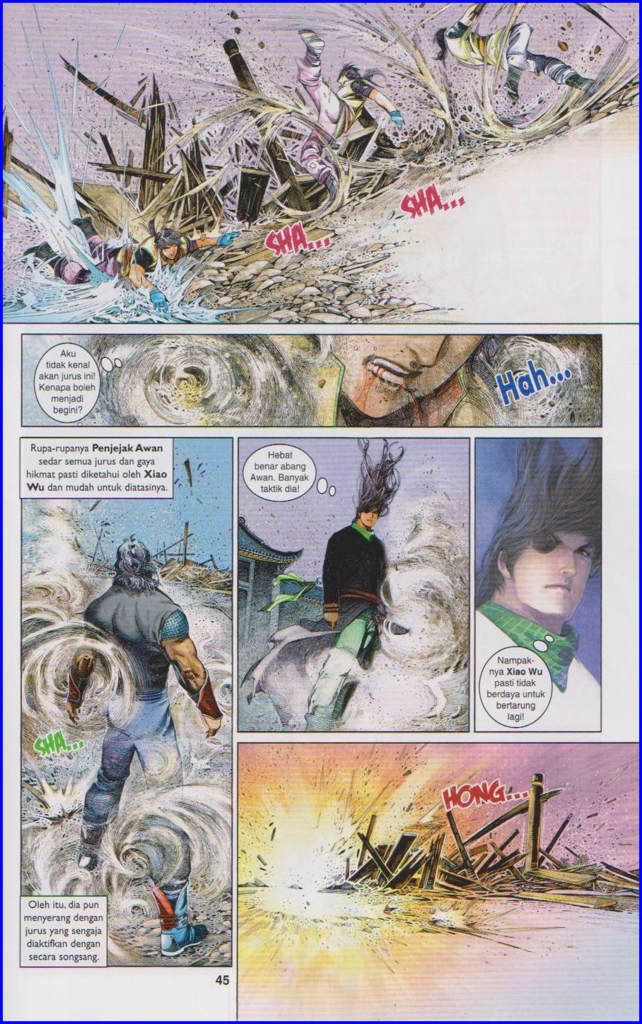 SHA...
SHA...
Aku
tidak kenal
akan jurus ini!
Kenapa boleh
menjadi
begini?
Hah...
Rupa-rupanya Penjejak Awan
sedar semua jurus dan gaya
hikmat pasti diketahui oleh Xiao
Wu dan mudah untuk diatasinya.
Hebat
benar abang
Awan. Banyak
taktik dia!
Nampak-
nya Xiao Wu
pasti tidak
berdaya untuk
bertarung
lagi!
SHA...
Oleh itu, dia pun
menyerang dengan
jurus yang sengaja
diaktifkan dengan
secara songsang.
HONG...
45